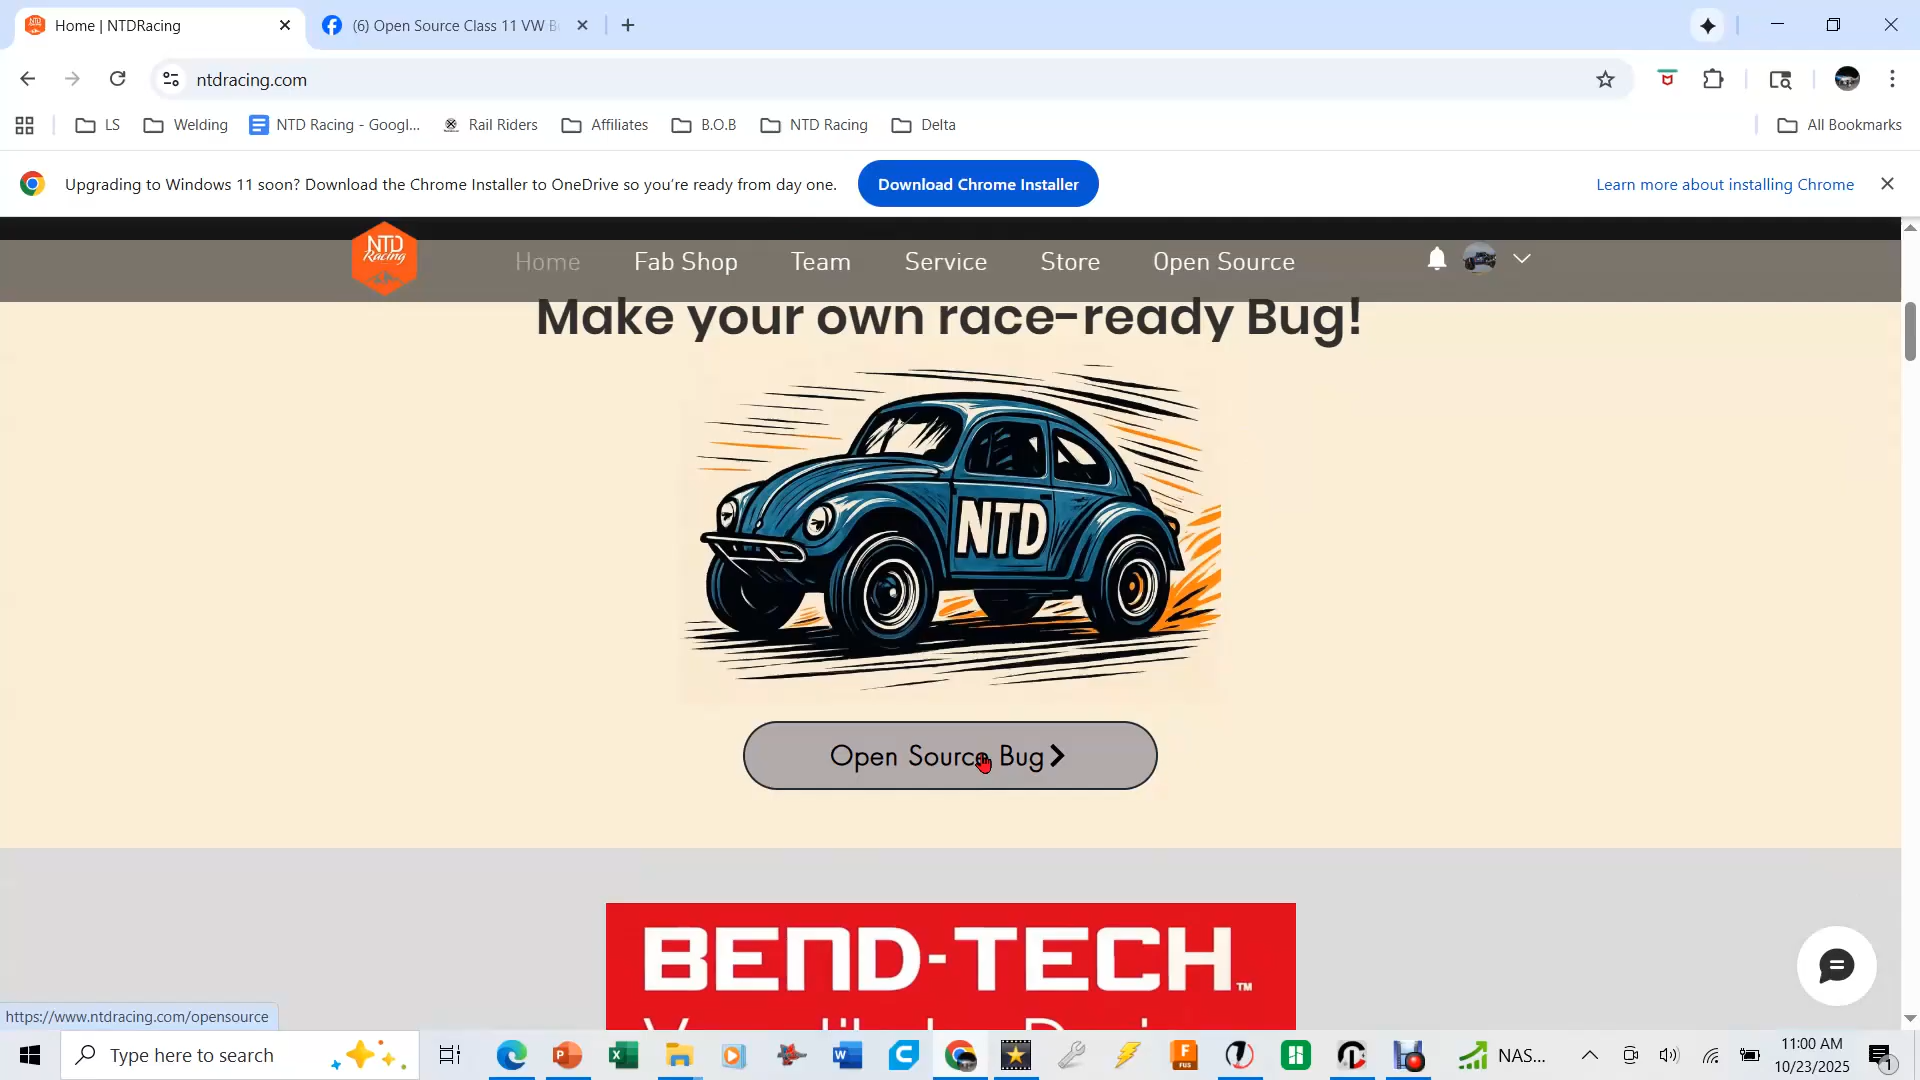 Home | NTDRacing
(6) Open Source Class 11 VW B
ntdracing.com
LS
Welding
NTD Racing - Googl...
Rail Riders
Affiliates
B.O.B
NTD Racing
Delta
All Bookmarks
Upgrading to Windows 11 soon? Download the Chrome Installer to OneDrive so you're ready from day one.
Download Chrome Installer
Learn more about installing Chrome
NTD
Racing
Home
Fab Shop
Team
Service
Store
Open Source
Make your own race-ready Bug!
NTD
Open Source Bug
BEND-TECH™
https://www.ntdracing.com/opensource
Type here to search
NAS...
11:00 AM
10/23/2025
1